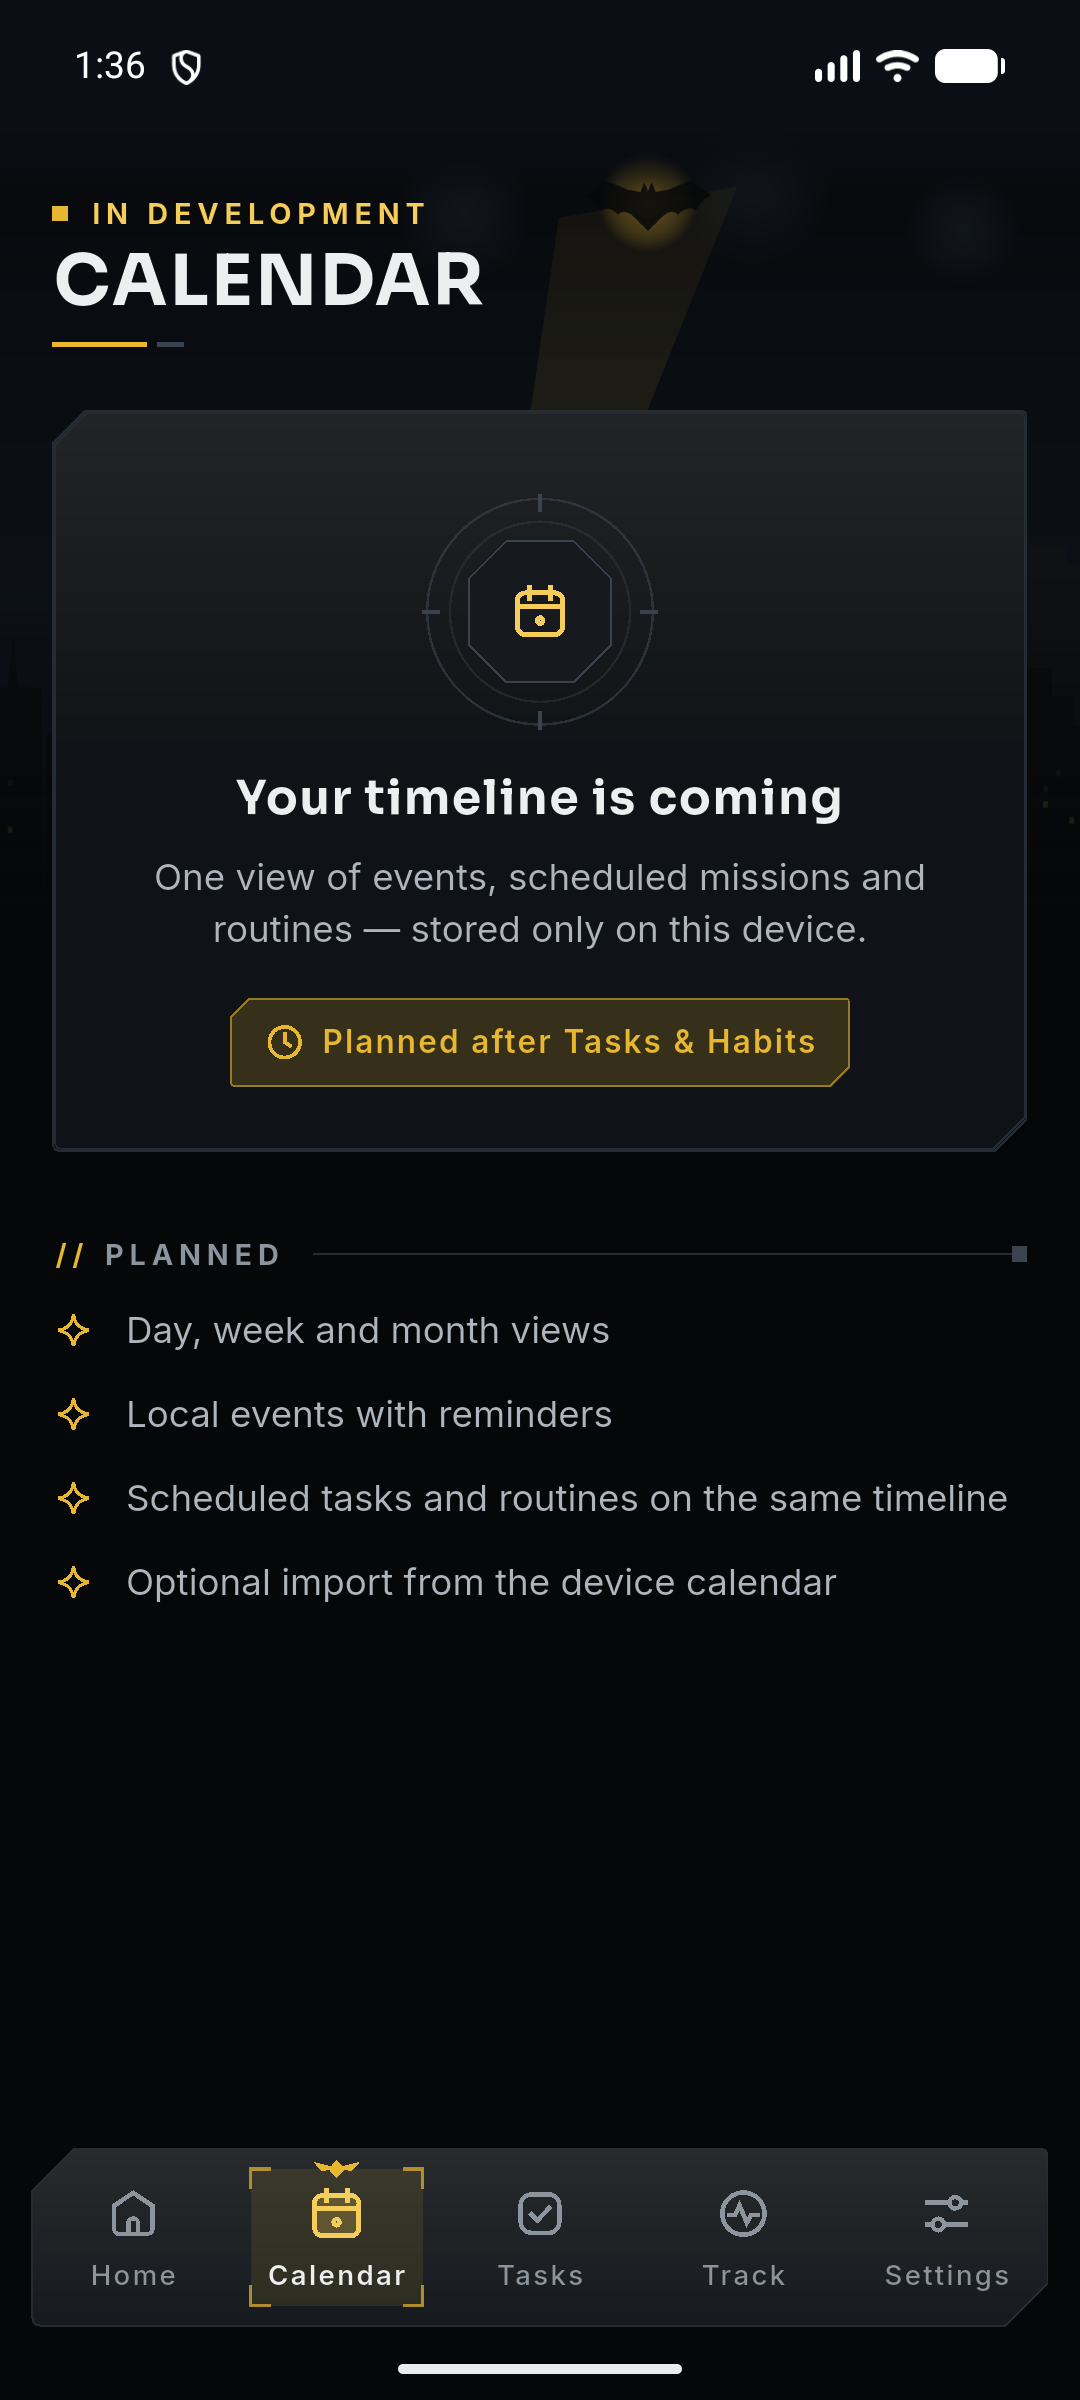 1:36
IN DEVELOPMENT
CALENDAR
Your timeline is coming
One view of events, scheduled missions and
routines — stored only on this device.
Planned after Tasks & Habits
// PLANNED
Day, week and month views
Local events with reminders
Scheduled tasks and routines on the same timeline
Optional import from the device calendar
Home Calendar Tasks Track Settings